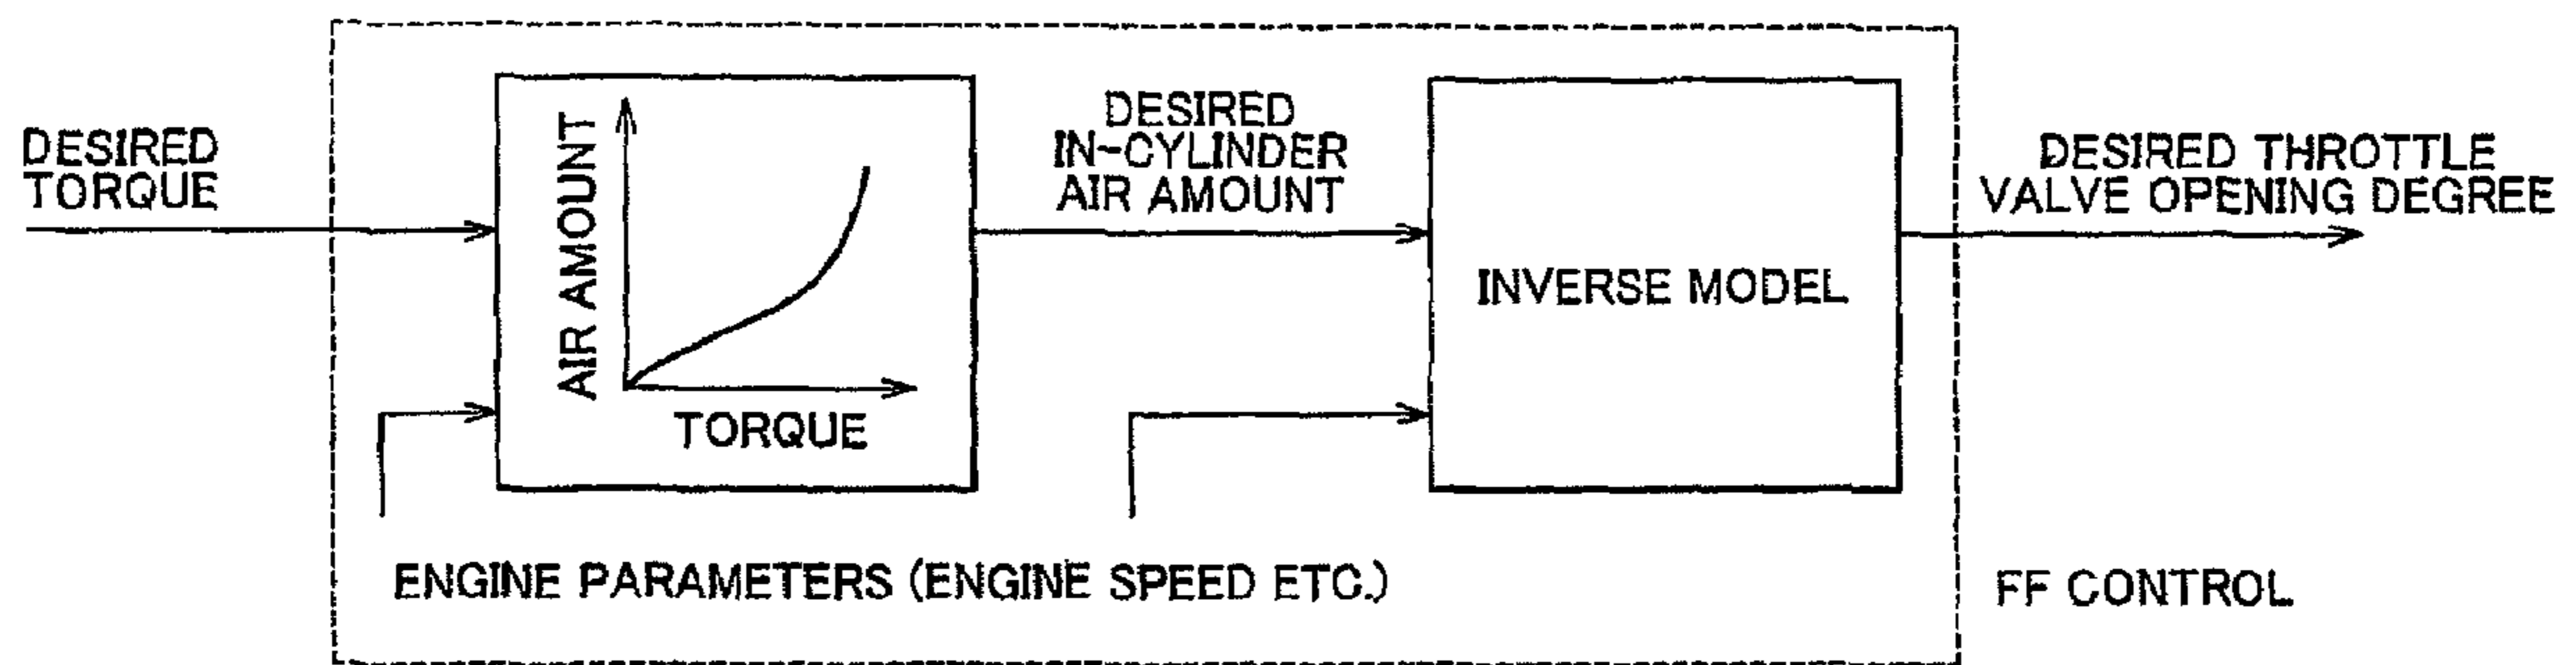 DESIRED
TORQUE
AIR AMOUNT
TORQUE
DESIRED
IN-CYLINDER
AIR AMOUNT
INVERSE MODEL
DESIRED THROTTLE
VALVE OPENING DEGREE
ENGINE PARAMETERS (ENGINE SPEED ETC.)
FF CONTROL